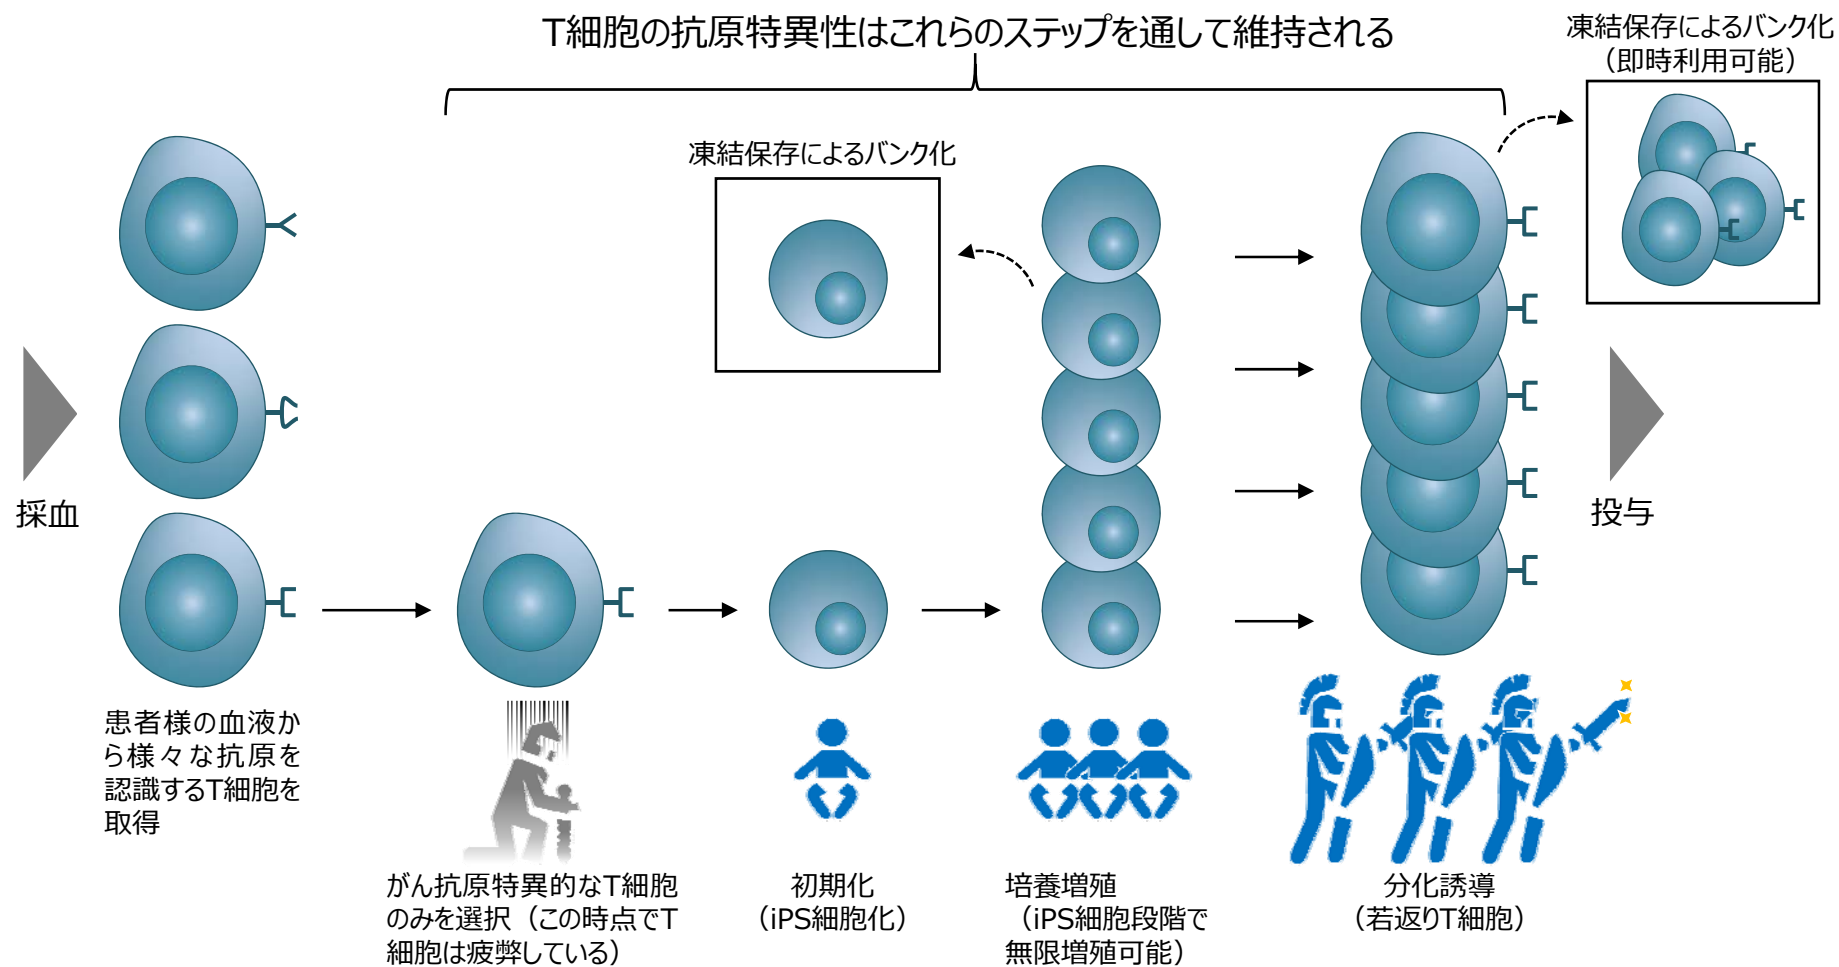 T細胞の抗原特異性はこれらのステップを通して維持される
凍結保存によるバンク化
（即時利用可能）
凍結保存によるバンク化
採血
投与
患者様の血液か
ら様々な抗原を
認識するT細胞を
取得
がん抗原特異的なT細胞
のみを選択（この時点でT
細胞は疲弊している）
初期化
（iPS細胞化）
培養増殖
（iPS細胞段階で
無限増殖可能）
分化誘導
（若返りT細胞）